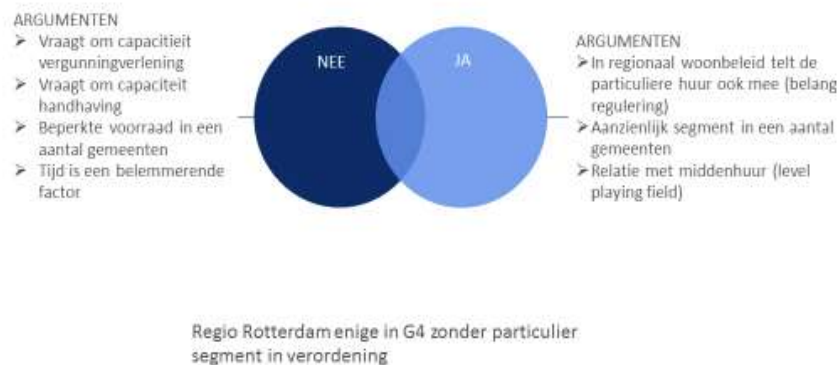 ARGUMENTEN
➢ Vraagt om capacitieit
vergunningverlening
➢ Vraagt om capaciteit
handhaving
➢ Beperkte voorraad in een
aantal gemeenten
➢ Tijd is een belemmerende
factor
NEE
JA
ARGUMENTEN
➢ In regionaal woonbeleid telt de
particuliere huur ook mee (belang
regulering)
➢ Aanzienlijk segment in een aantal
gemeenten
➢ Relatie met middenhuur (level
playing field)
Regio Rotterdam enige in G4 zonder particulier
segment in verordening